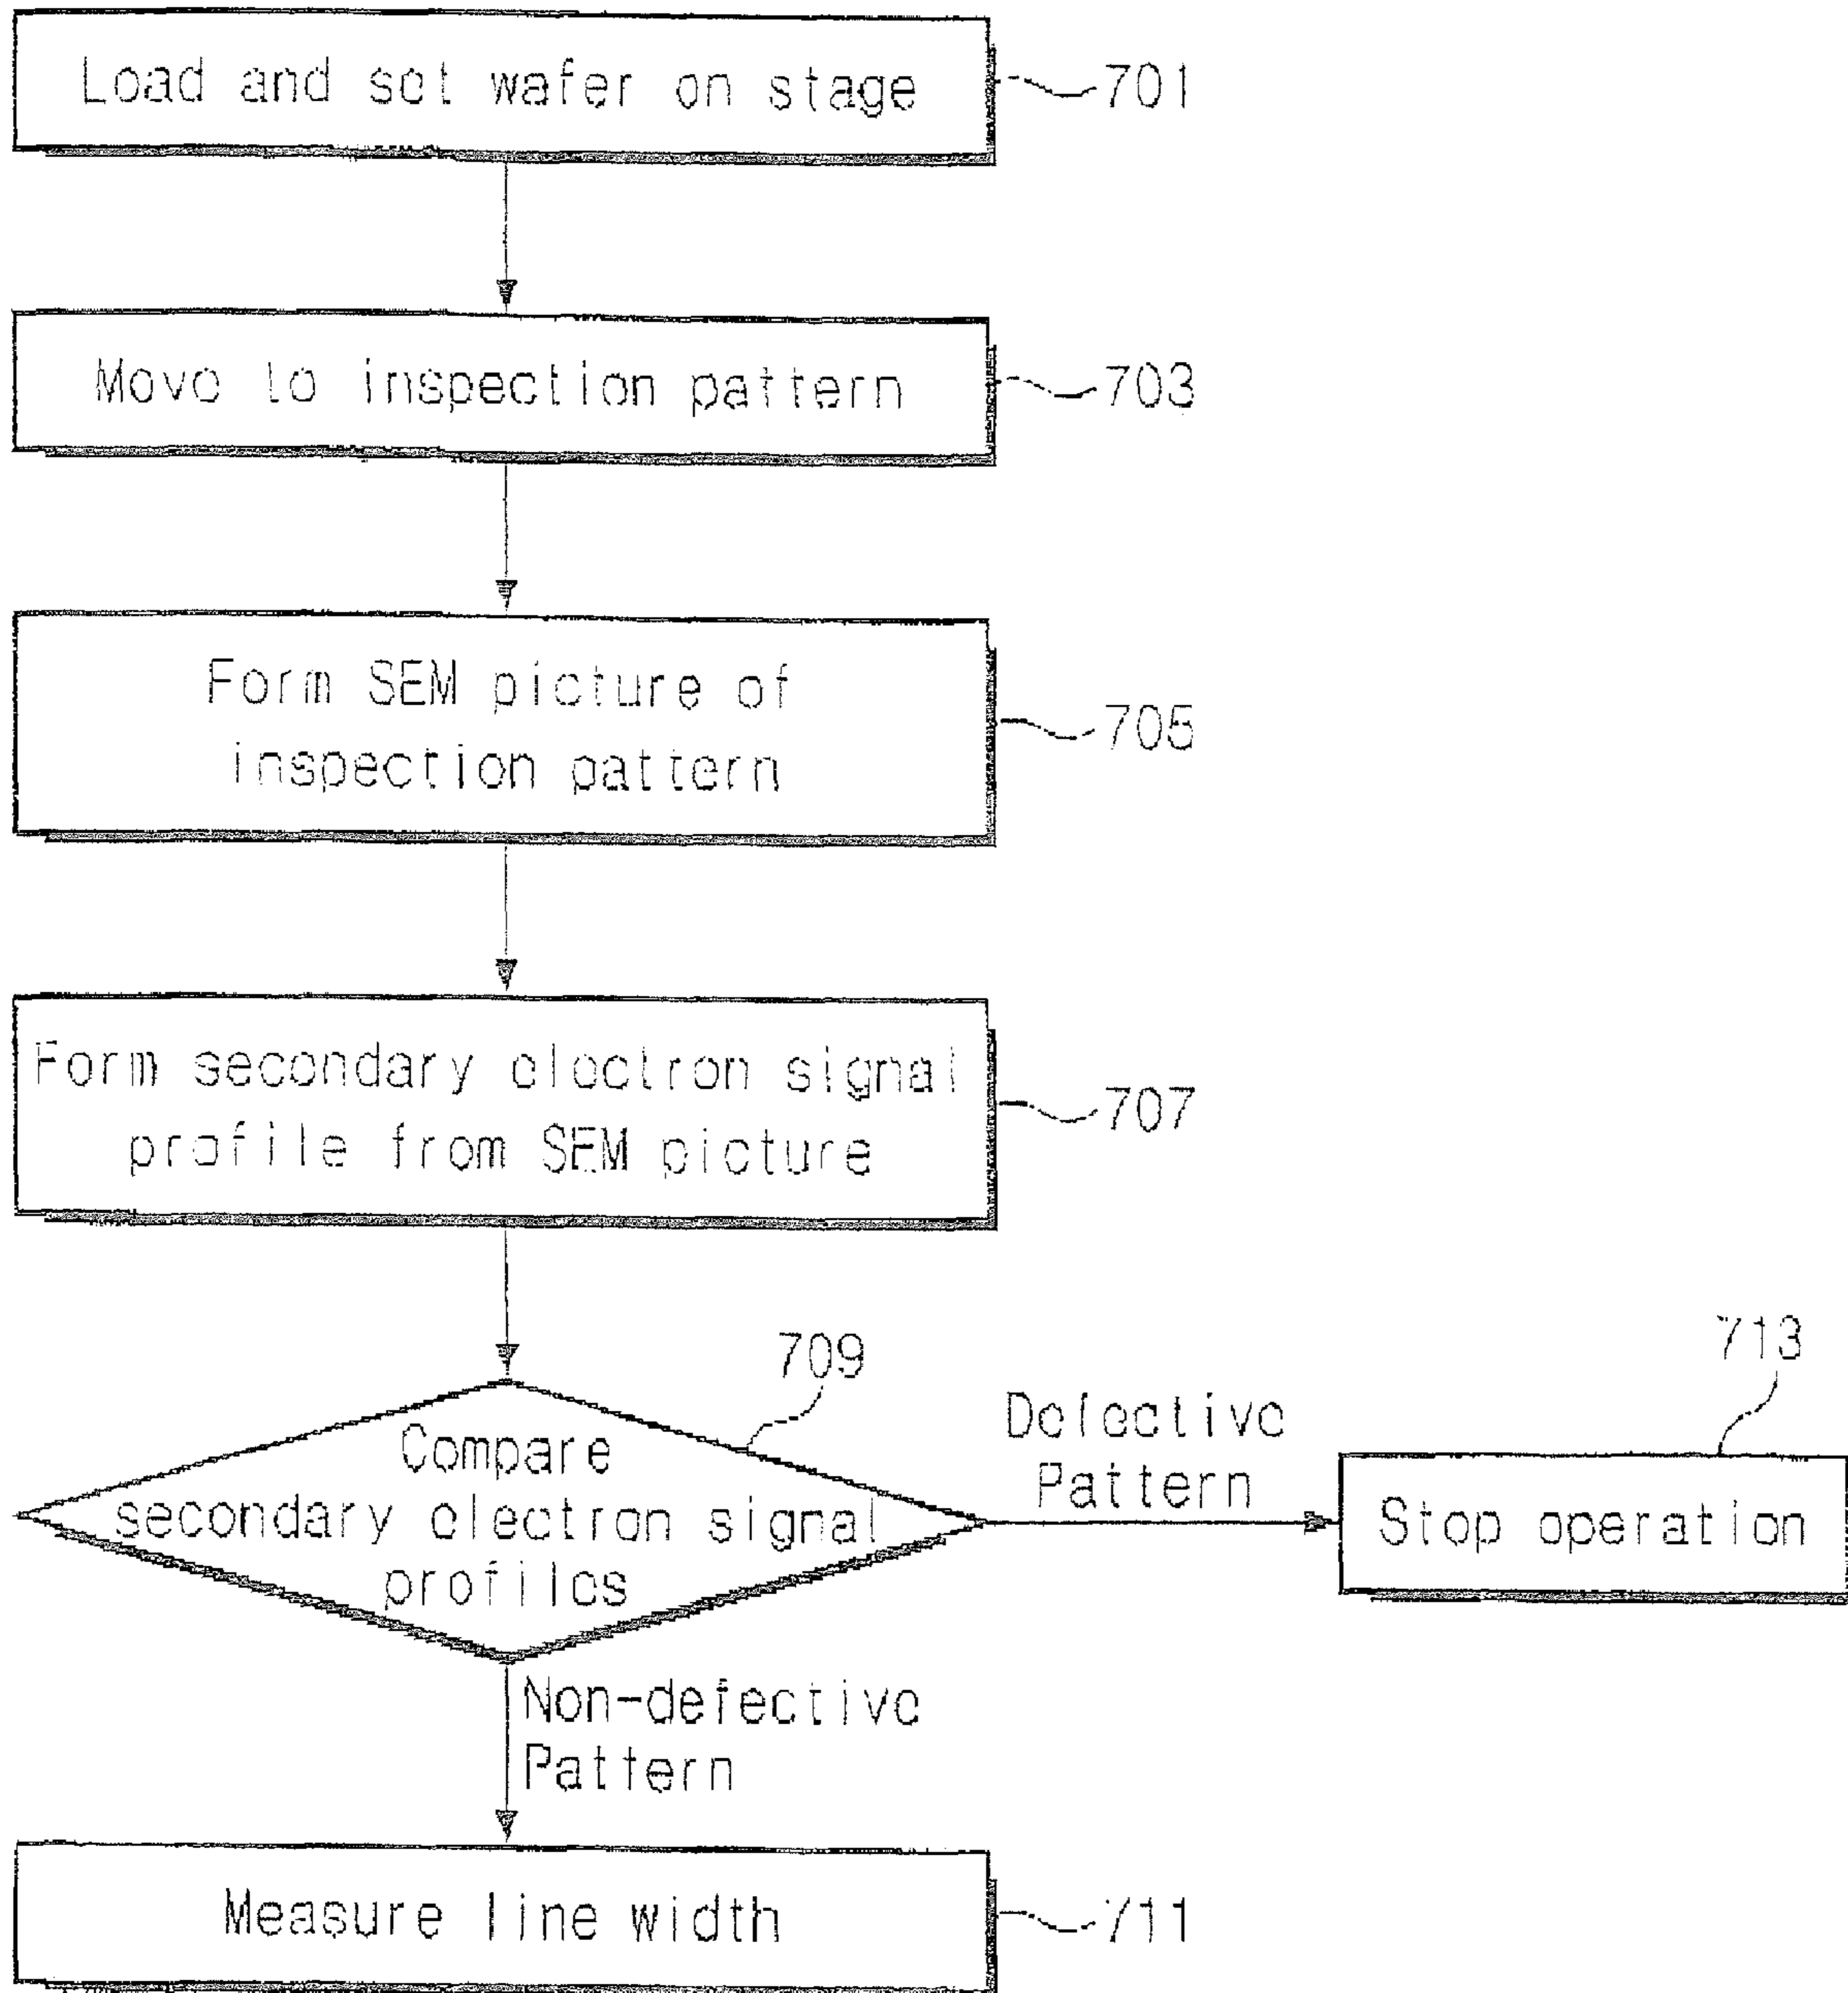 Load and set wafer on stage
701
Move to inspection pattern
703
Form SEM picture of
inspection pattern
705
Form secondary electron signal
profile from SEM picture
707
709
Compare
secondary electron signal
profiles
Defective
Pattern
713
Stop operation
Non-defective
Pattern
Measure line width
711